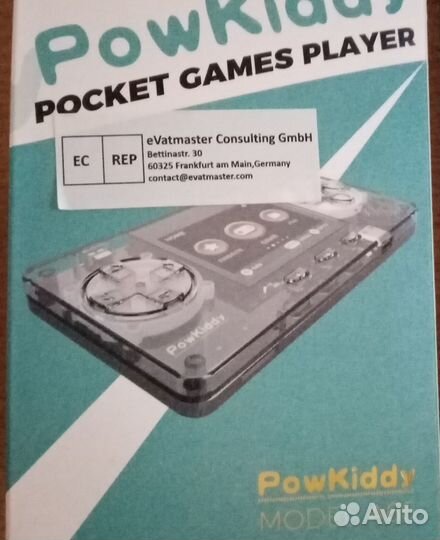 PowKiddy
POCKET GAMES PLAYER
EC REP
eVatmaster Consulting GmbH
Bettinastr. 30
60325 Frankfurt am Main,Germany
contact@evatmaster.com
PowKiddy
PowKiddy
MODE
Avito